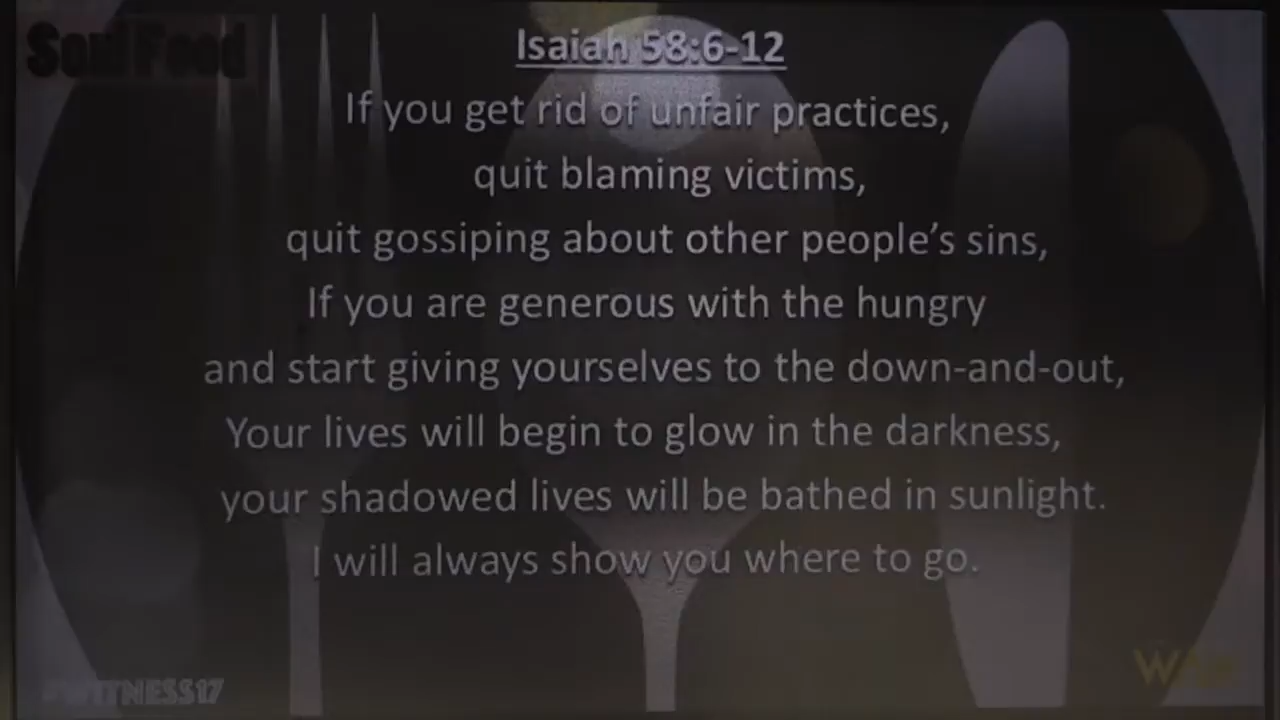 Soul Food
Isaiah 58:6-12
If you get rid of unfair practices,
quit blaming victims,
quit gossiping about other people’s sins,
If you are generous with the hungry
and start giving yourselves to the down-and-out,
Your lives will begin to glow in the darkness,
your shadowed lives will be bathed in sunlight.
I will always show you where to go.
#WITNESS17